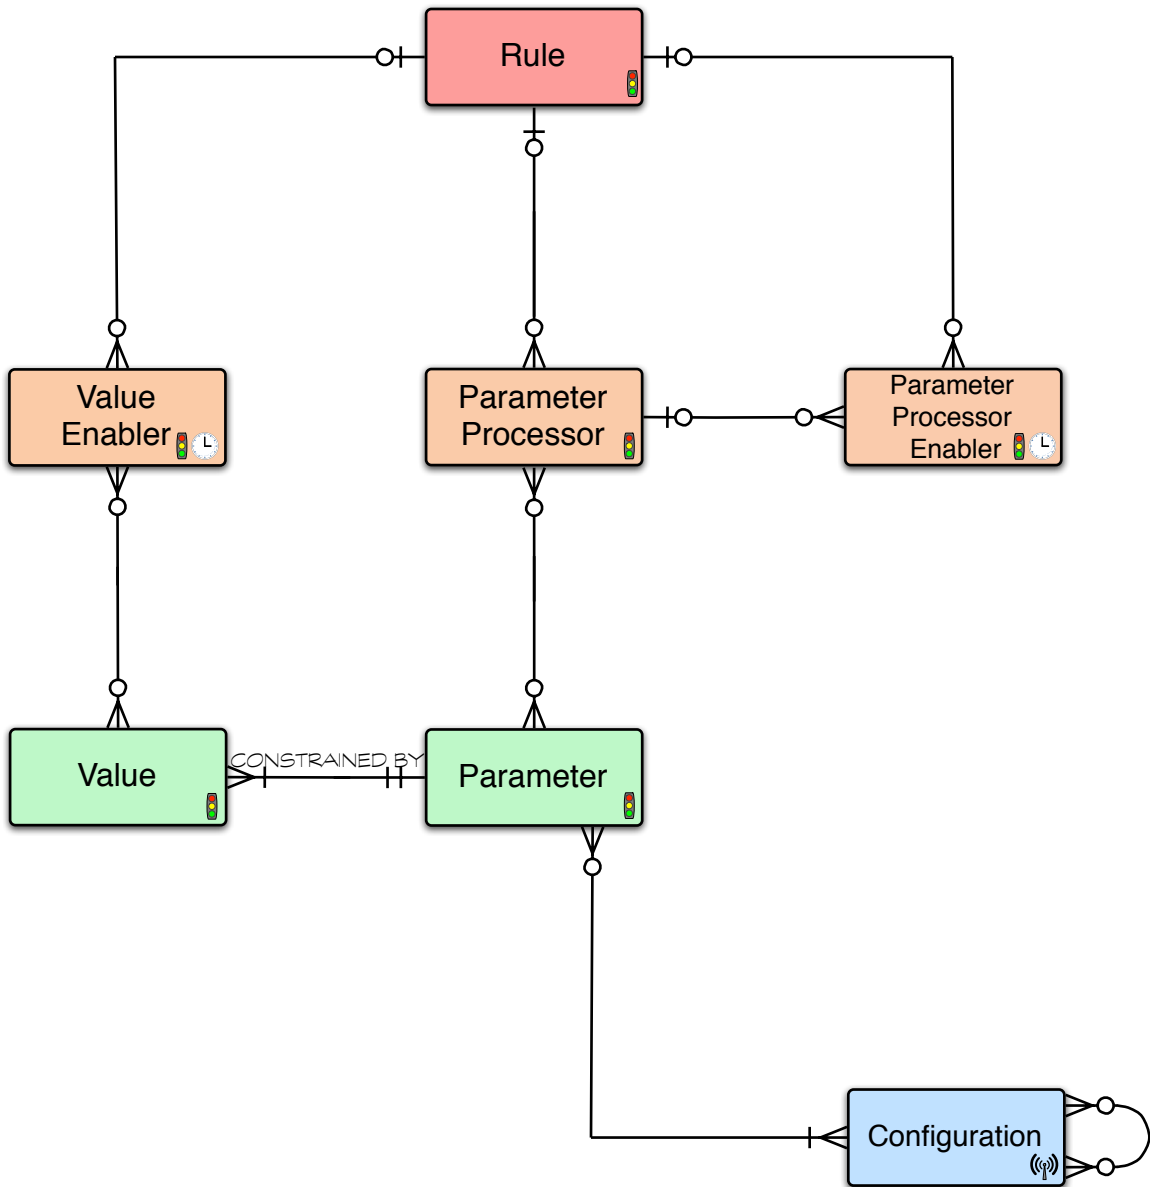 Rule
Value
Enabler
Parameter
Processor
Parameter
Processor
Enabler
Value
CONSTRAINED BY
Parameter
Configuration